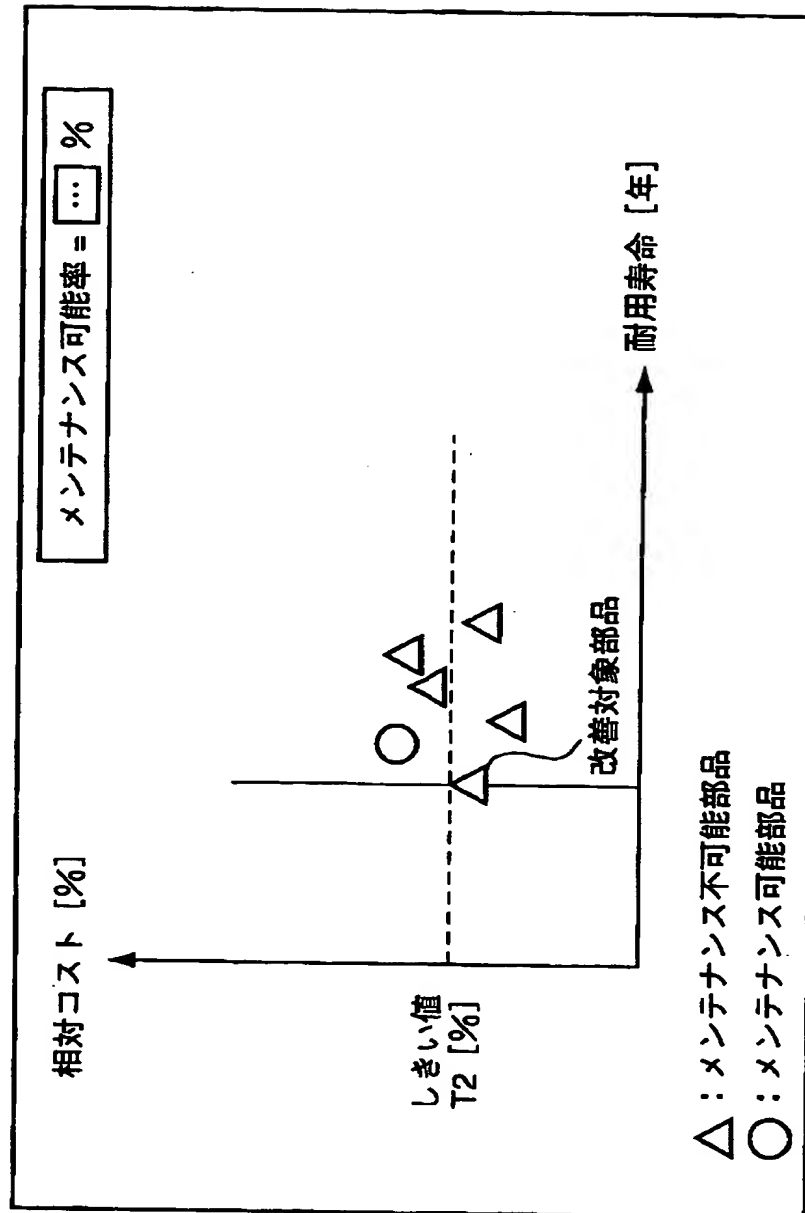 メンテナンス可能率 = … %
相対コスト [%]
しきい値
T2 [%]
改善対象部品
耐用寿命 [年]
△ : メンテナンス不可能部品
○ : メンテナンス可能部品